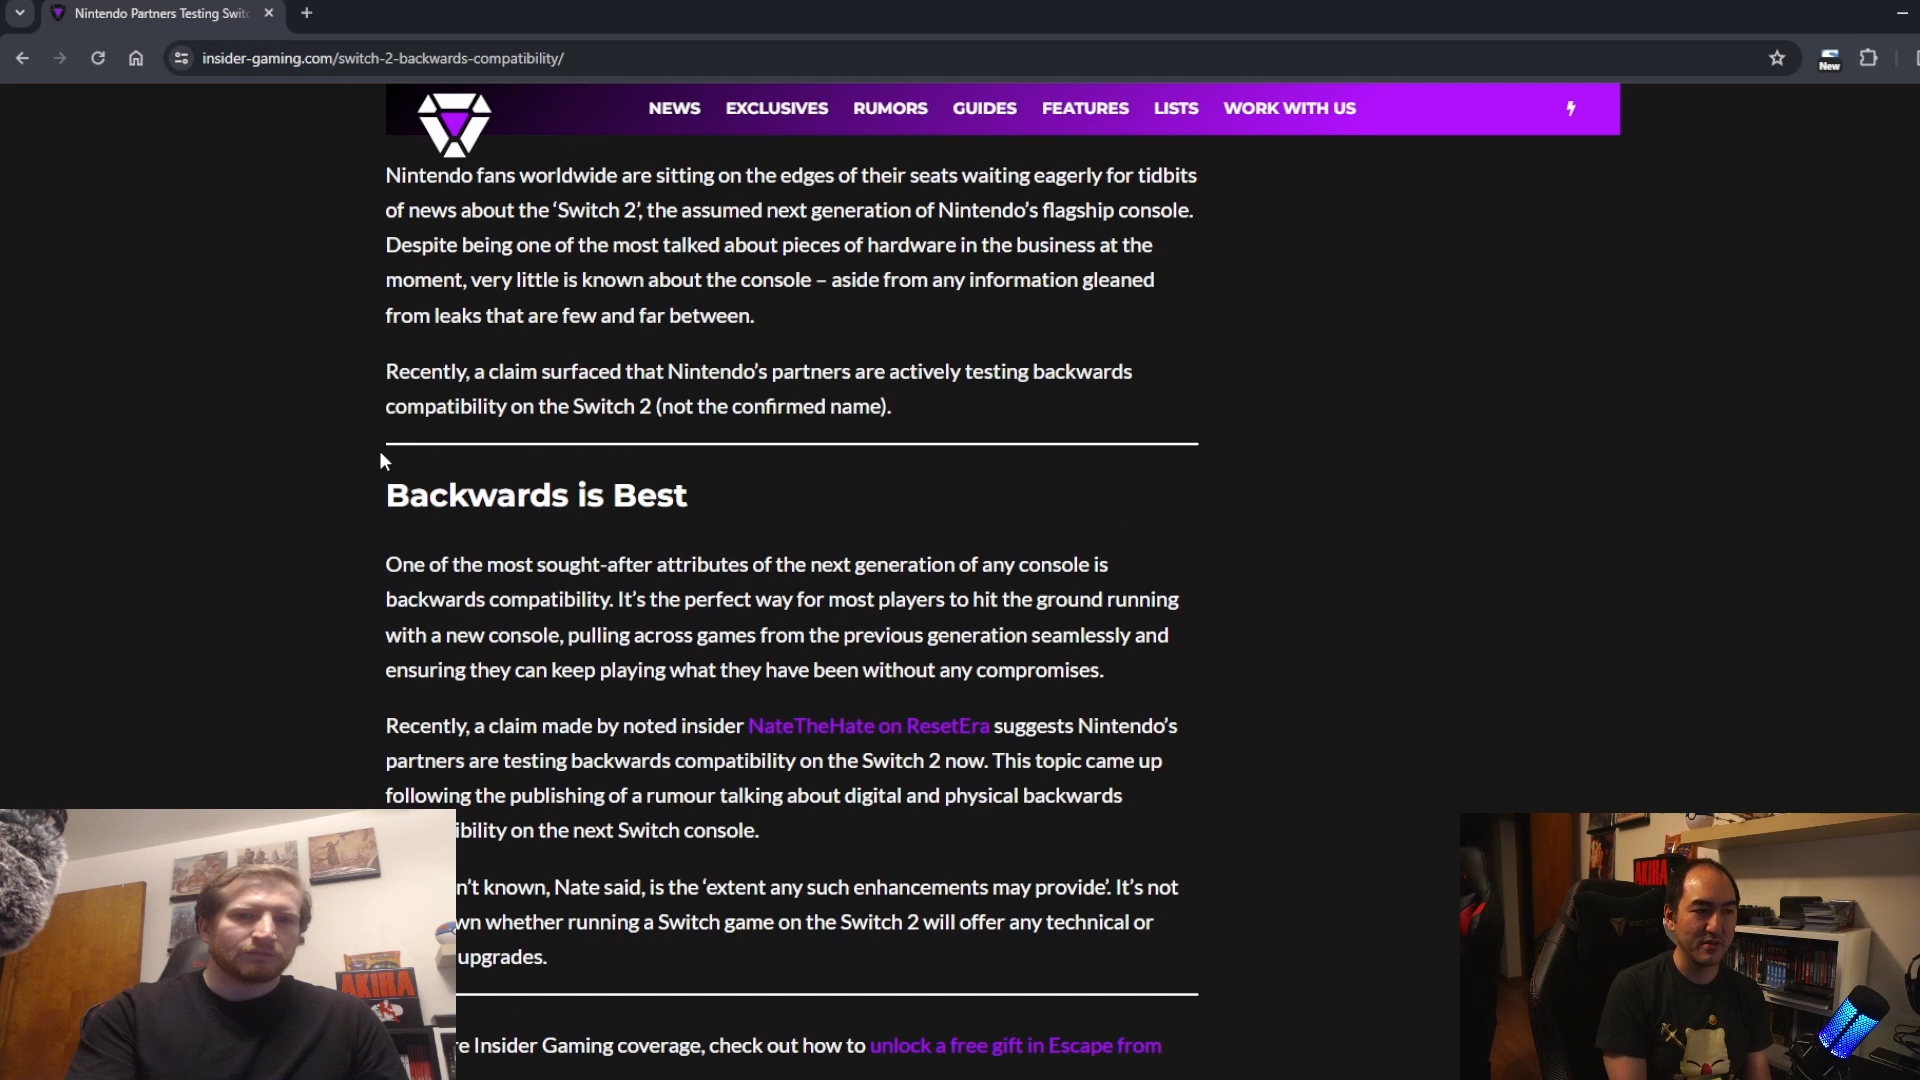 Nintendo Partners Testing Swit
insider-gaming.com/switch-2-backwards-compatibility/
New
NEWS EXCLUSIVES RUMORS GUIDES FEATURES LISTS WORK WITH US
Nintendo fans worldwide are sitting on the edges of their seats waiting eagerly for tidbits
of news about the ‘Switch 2’, the assumed next generation of Nintendo’s flagship console.
Despite being one of the most talked about pieces of hardware in the business at the
moment, very little is known about the console – aside from any information gleaned
from leaks that are few and far between.
Recently, a claim surfaced that Nintendo’s partners are actively testing backwards
compatibility on the Switch 2 (not the confirmed name).
Backwards is Best
One of the most sought-after attributes of the next generation of any console is
backwards compatibility. It’s the perfect way for most players to hit the ground running
with a new console, pulling across games from the previous generation seamlessly and
ensuring they can keep playing what they have been without any compromises.
Recently, a claim made by noted insider NateTheHate on ResetEra suggests Nintendo’s
partners are testing backwards compatibility on the Switch 2 now. This topic came up
following the publishing of a rumour talking about digital and physical backwards
ibility on the next Switch console.
n’t known, Nate said, is the ‘extent any such enhancements may provide’. It’s not
wn whether running a Switch game on the Switch 2 will offer any technical or
upgrades.
re Insider Gaming coverage, check out how to unlock a free gift in Escape from
AKIRA
AKIRA